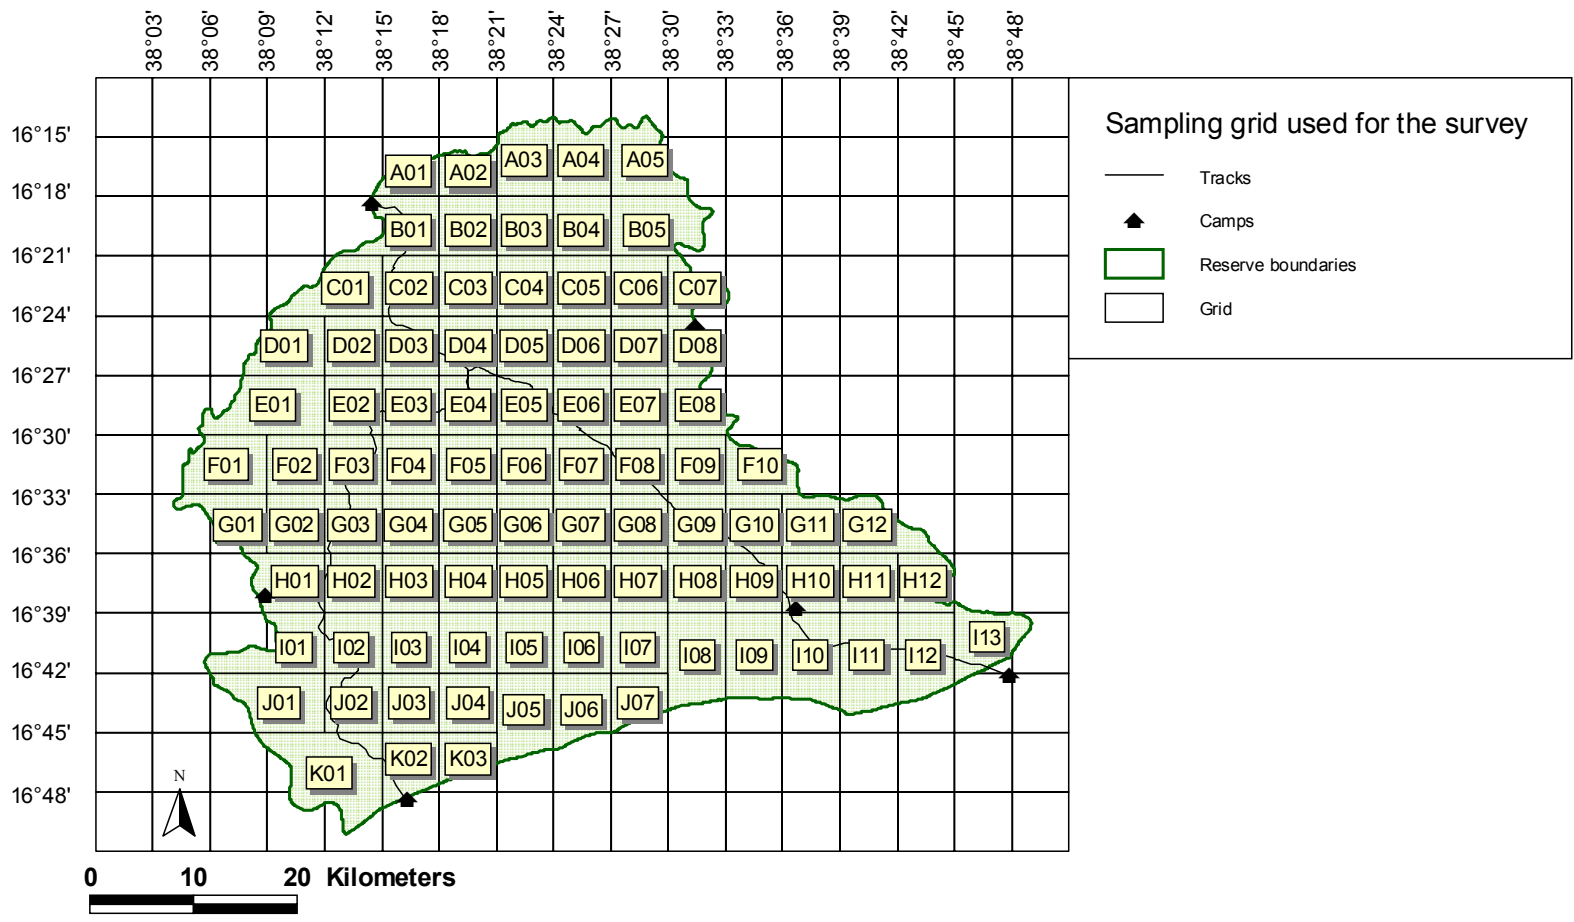 38°03' 38°06' 38°09' 38°12' 38°15' 38°18' 38°21' 38°24' 38°27' 38°30' 38°33' 38°36' 38°39' 38°42' 38°45' 38°48'
Sampling grid used for the survey
Tracks
Camps
Reserve boundaries
Grid
16°15'
A01 A02 A03 A04 A05
16°18'
B01 B02 B03 B04 B05
16°21'
C01 C02 C03 C04 C05 C06 C07
16°24'
D01 D02 D03 D04 D05 D06 D07 D08
16°27'
E01 E02 E03 E04 E05 E06 E07 E08
16°30'
F01 F02 F03 F04 F05 F06 F07 F08 F09 F10
16°33'
G01 G02 G03 G04 G05 G06 G07 G08 G09 G10 G11 G12
16°36'
H01 H02 H03 H04 H05 H06 H07 H08 H09 H10 H11 H12
16°39'
I01 I02 I03 I04 I05 I06 I07 I08 I09 I10 I11 I12 I13
16°42'
J01 J02 J03 J04 J05 J06 J07
16°45'
K01 K02 K03
16°48'
N
0 10 20 Kilometers